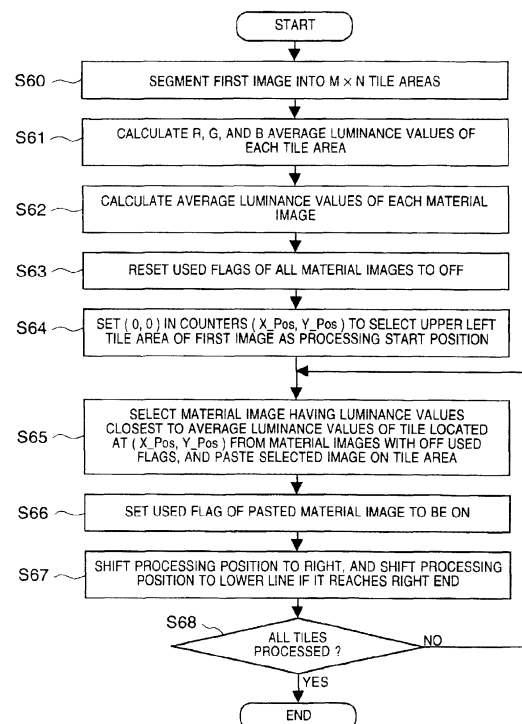 START
S60
SEGMENT FIRST IMAGE INTO M × N TILE AREAS
S61
CALCULATE R, G, AND B AVERAGE LUMINANCE VALUES OF
EACH TILE AREA
S62
CALCULATE AVERAGE LUMINANCE VALUES OF EACH MATERIAL
IMAGE
S63
RESET USED FLAGS OF ALL MATERIAL IMAGES TO OFF
S64
SET ( 0, 0 ) IN COUNTERS ( X_Pos, Y_Pos ) TO SELECT UPPER LEFT
TILE AREA OF FIRST IMAGE AS PROCESSING START POSITION
S65
SELECT MATERIAL IMAGE HAVING LUMINANCE VALUES
CLOSEST TO AVERAGE LUMINANCE VALUES OF TILE LOCATED
AT ( X_Pos, Y_Pos ) FROM MATERIAL IMAGES WITH OFF USED
FLAGS, AND PASTE SELECTED IMAGE ON TILE AREA
S66
SET USED FLAG OF PASTED MATERIAL IMAGE TO BE ON
S67
SHIFT PROCESSING POSITION TO RIGHT, AND SHIFT PROCESSING
POSITION TO LOWER LINE IF IT REACHES RIGHT END
S68
ALL TILES
PROCESSED ?
NO
YES
END